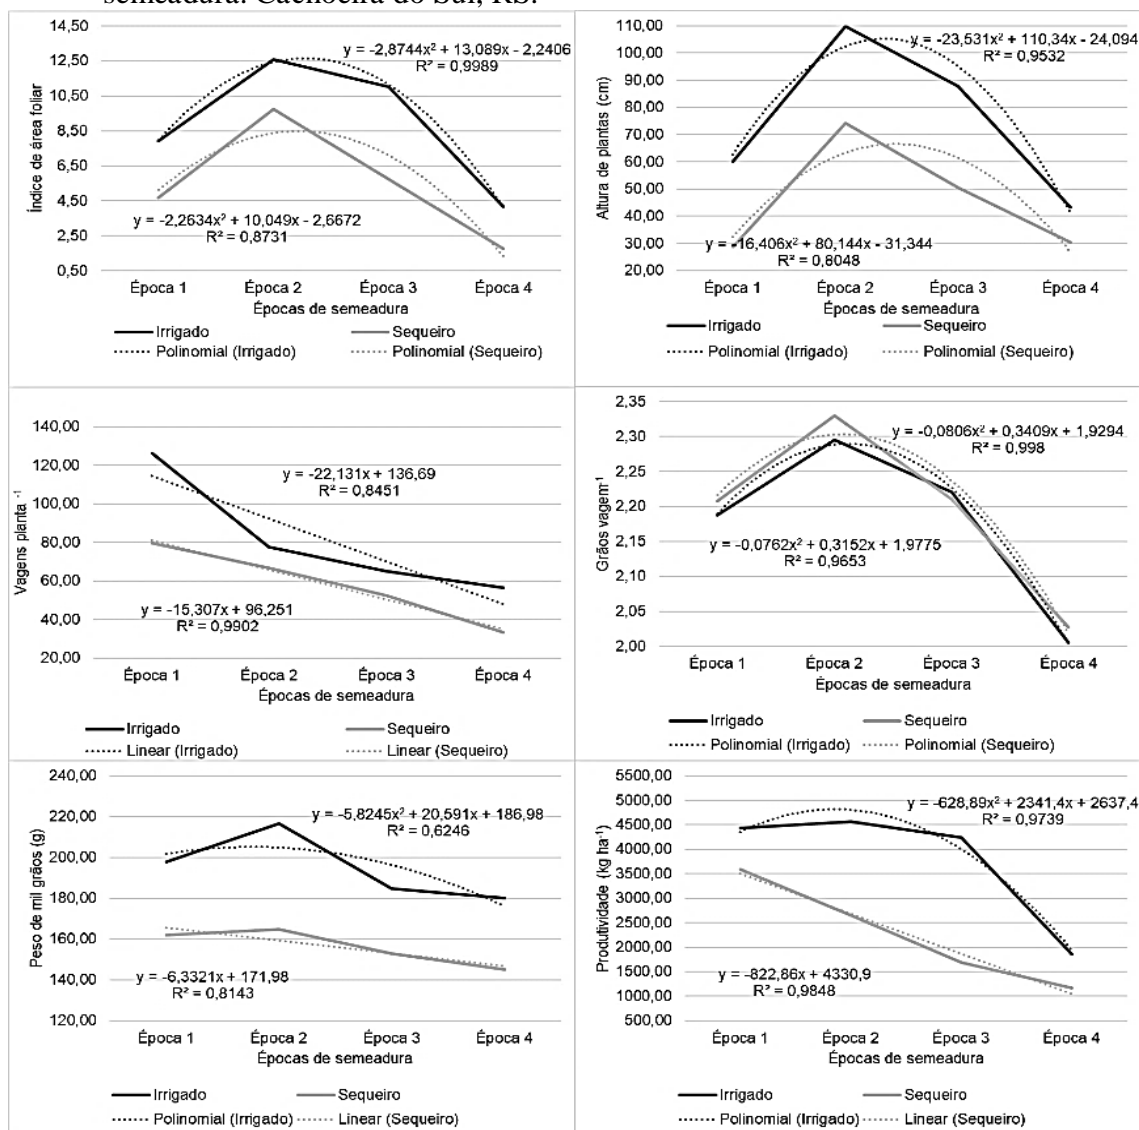 semeadura. Cachoeira do Sul, RS.
14,50
12,50
10,50
8,50
6,50
4,50
2,50
0,50
Índice de área foliar
y = -2,8744x² + 13,089x - 2,2406
R² = 0,9989
y = -2,2634x² + 10,049x - 2,6672
R² = 0,8731
Época 1 Época 2 Época 3 Época 4
Épocas de semeadura
Irrigado Sequeiro
Polinomial (Irrigado) Polinomial (Sequeiro)
110,00
100,00
90,00
80,00
70,00
60,00
50,00
40,00
30,00
20,00
Altura de plantas (cm)
y = -23,531x² + 110,34x - 24,094
R² = 0,9532
y = -16,406x² + 80,144x - 31,344
R² = 0,8048
Época 1 Época 2 Época 3 Época 4
Épocas de semeadura
Irrigado Sequeiro
Polinomial (Irrigado) Polinomial (Sequeiro)
140,00
120,00
100,00
80,00
60,00
40,00
20,00
Vagens planta ⁻¹
y = -22,131x + 136,69
R² = 0,8451
y = -15,307x + 96,251
R² = 0,9902
Época 1 Época 2 Época 3 Época 4
Épocas de semeadura
Irrigado Sequeiro
Linear (Irrigado) Linear (Sequeiro)
2,35
2,30
2,25
2,20
2,15
2,10
2,05
2,00
Grãos vagem⁻¹
y = -0,0806x² + 0,3409x + 1,9294
R² = 0,998
y = -0,0762x² + 0,3152x + 1,9775
R² = 0,9653
Época 1 Época 2 Época 3 Época 4
Épocas de semeadura
Irrigado Sequeiro
Polinomial (Irrigado) Polinomial (Sequeiro)
240,00
220,00
200,00
180,00
160,00
140,00
120,00
Peso de mil grãos (g)
y = -5,8245x² + 20,591x + 186,98
R² = 0,6246
y = -6,3321x + 171,98
R² = 0,8143
Época 1 Época 2 Época 3 Época 4
Épocas de semeadura
Irrigado Sequeiro
Polinomial (Irrigado) Linear (Sequeiro)
5500,00
5000,00
4500,00
4000,00
3500,00
3000,00
2500,00
2000,00
1500,00
1000,00
500,00
Produtividade (kg ha⁻¹)
y = -628,89x² + 2341,4x + 2637,4
R² = 0,9739
y = -822,86x + 4330,9
R² = 0,9848
Época 1 Época 2 Época 3 Época 4
Épocas de semeadura
Irrigado Sequeiro
Polinomial (Irrigado) Linear (Sequeiro)